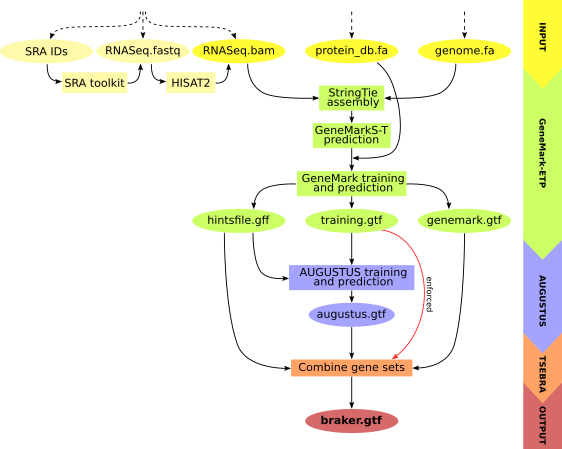 SRA IDs
RNASeq.fastq
RNASeq.bam
protein_db.fa
genome.fa
SRA toolkit
HISAT2
StringTie
assembly
GeneMarkS-T
prediction
GeneMark training
and prediction
hintsfile.gff
training.gtf
genemark.gtf
AUGUSTUS training
and prediction
enforced
augustus.gtf
Combine gene sets
braker.gtf
INPUT
GeneMark-ETP
AUGUSTUS
TSEBRA
OUTPUT